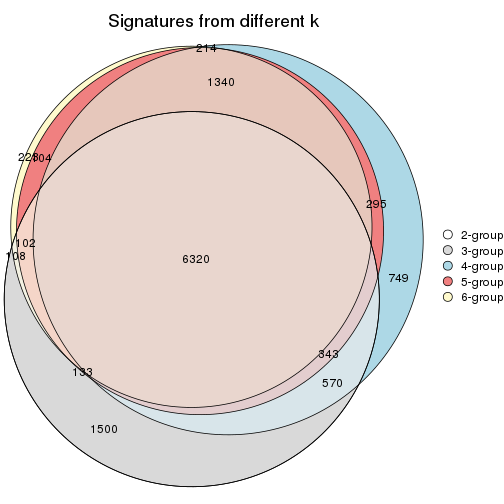 Signatures from different k
214
1340
228
104
295
102
108
6320
749
343
133
570
1500
2-group
3-group
4-group
5-group
6-group